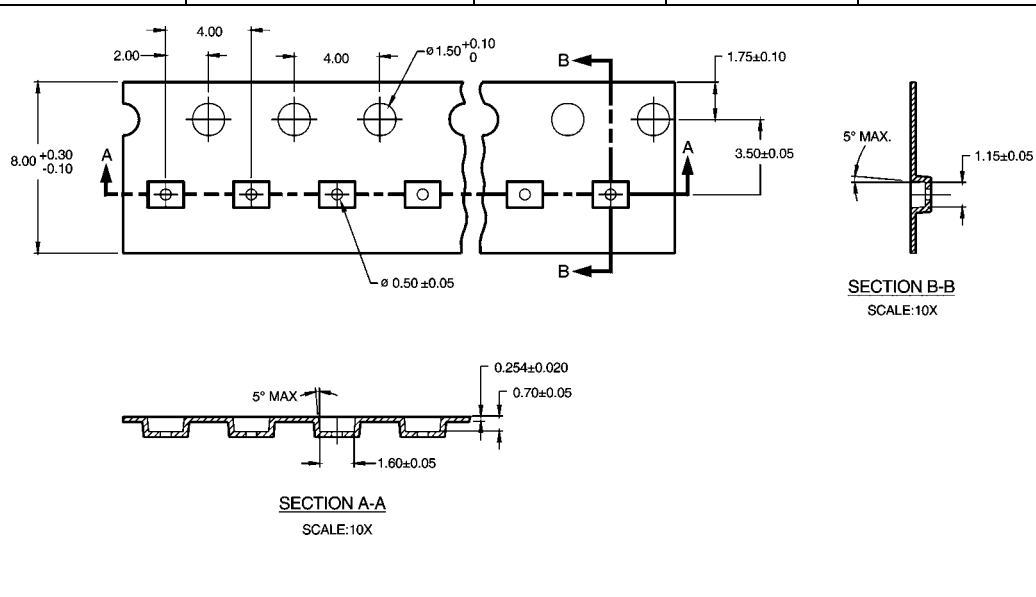 4.00
2.00
4.00
ø1.50 +0.10
0
B
1.75±0.10
8.00 +0.30
-0.10
A
A
3.50±0.05
5° MAX.
1.15±0.05
B
ø 0.50 ±0.05
SECTION B-B
SCALE:10X
0.254±0.020
5° MAX
0.70±0.05
1.60±0.05
SECTION A-A
SCALE:10X